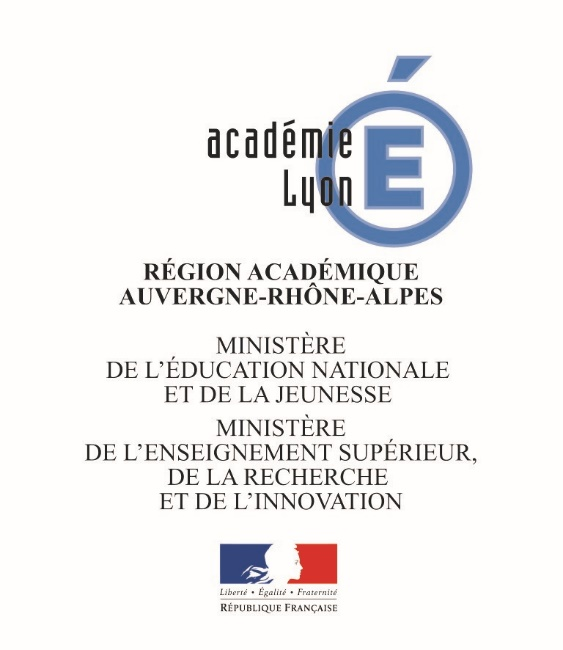 académie
Lyon
É
RÉGION ACADÉMIQUE
AUVERGNE-RHÔNE-ALPES
MINISTÈRE
DE L'ÉDUCATION NATIONALE
ET DE LA JEUNESSE
MINISTÈRE
DE L'ENSEIGNEMENT SUPÉRIEUR,
DE LA RECHERCHE
ET DE L'INNOVATION
Liberté • Égalité • Fraternité
RÉPUBLIQUE FRANÇAISE